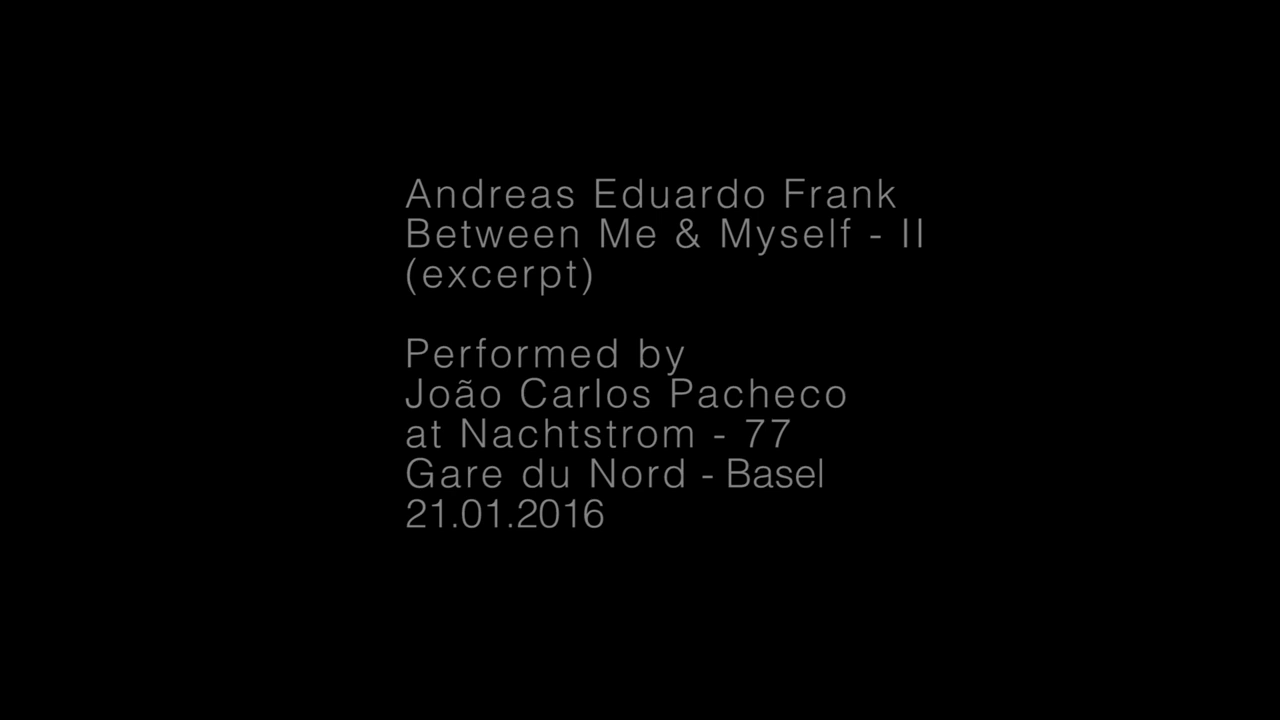 Andreas Eduardo Frank
Between Me & Myself - II
(excerpt)
Performed by
João Carlos Pacheco
at Nachtstrom - 77
Gare du Nord - Basel
21.01.2016